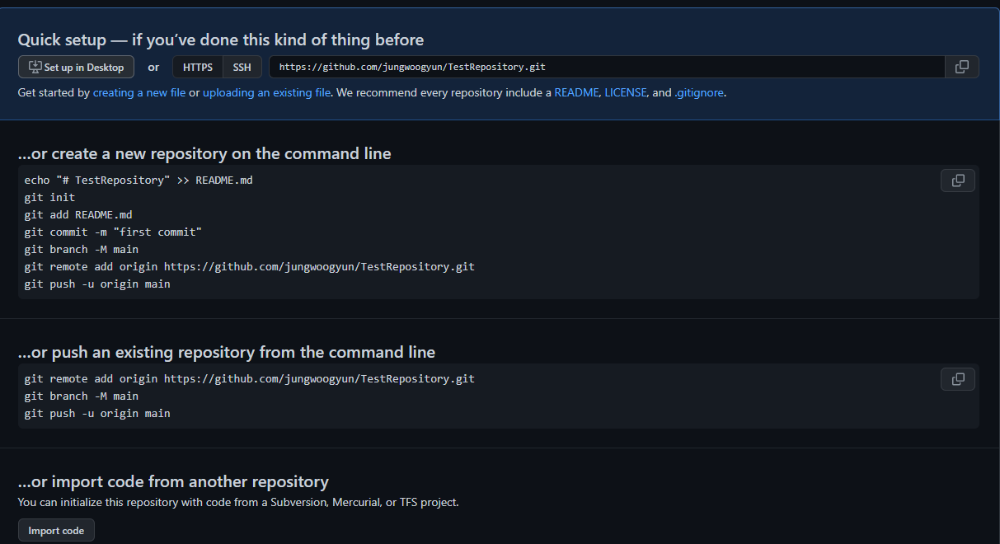 Quick setup — if you’ve done this kind of thing before
Set up in Desktop or HTTPS SSH https://github.com/jungwoogyun/TestRepository.git
Get started by creating a new file or uploading an existing file. We recommend every repository include a README, LICENSE, and .gitignore.
…or create a new repository on the command line
echo "# TestRepository" >> README.md
git init
git add README.md
git commit -m "first commit"
git branch -M main
git remote add origin https://github.com/jungwoogyun/TestRepository.git
git push -u origin main
…or push an existing repository from the command line
git remote add origin https://github.com/jungwoogyun/TestRepository.git
git branch -M main
git push -u origin main
…or import code from another repository
You can initialize this repository with code from a Subversion, Mercurial, or TFS project.
Import code